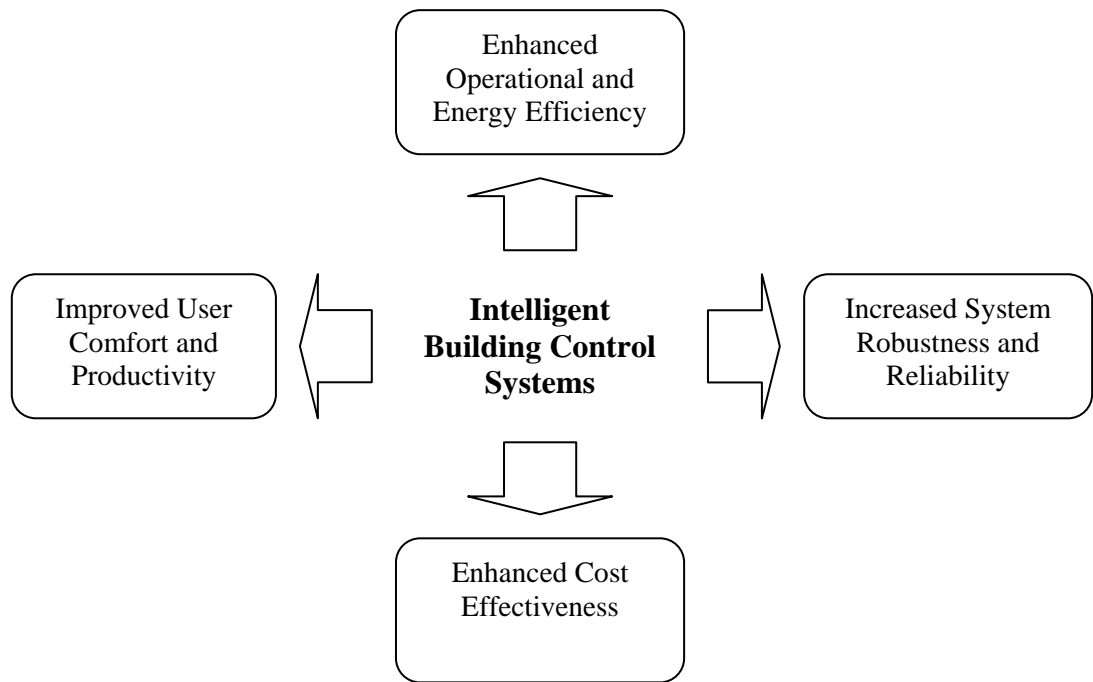 Enhanced
Operational and
Energy Efficiency
Improved User
Comfort and
Productivity
Intelligent
Building Control
Systems
Increased System
Robustness and
Reliability
Enhanced Cost
Effectiveness